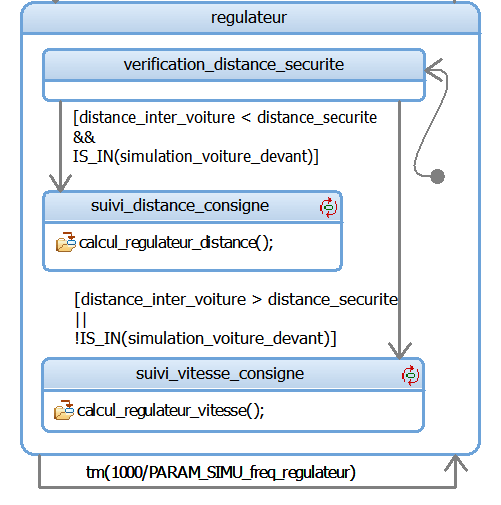 regulateur
verification_distance_securite
[distance_inter_voiture < distance_securite
&&
IS_IN(simulation_voiture_devant)]
suivi_distance_consigne
calcul_regulateur_distance();
[distance_inter_voiture > distance_securite
||
!IS_IN(simulation_voiture_devant)]
suivi_vitesse_consigne
calcul_regulateur_vitesse();
tm(1000/PARAM_SIMU_freq_regulateur)